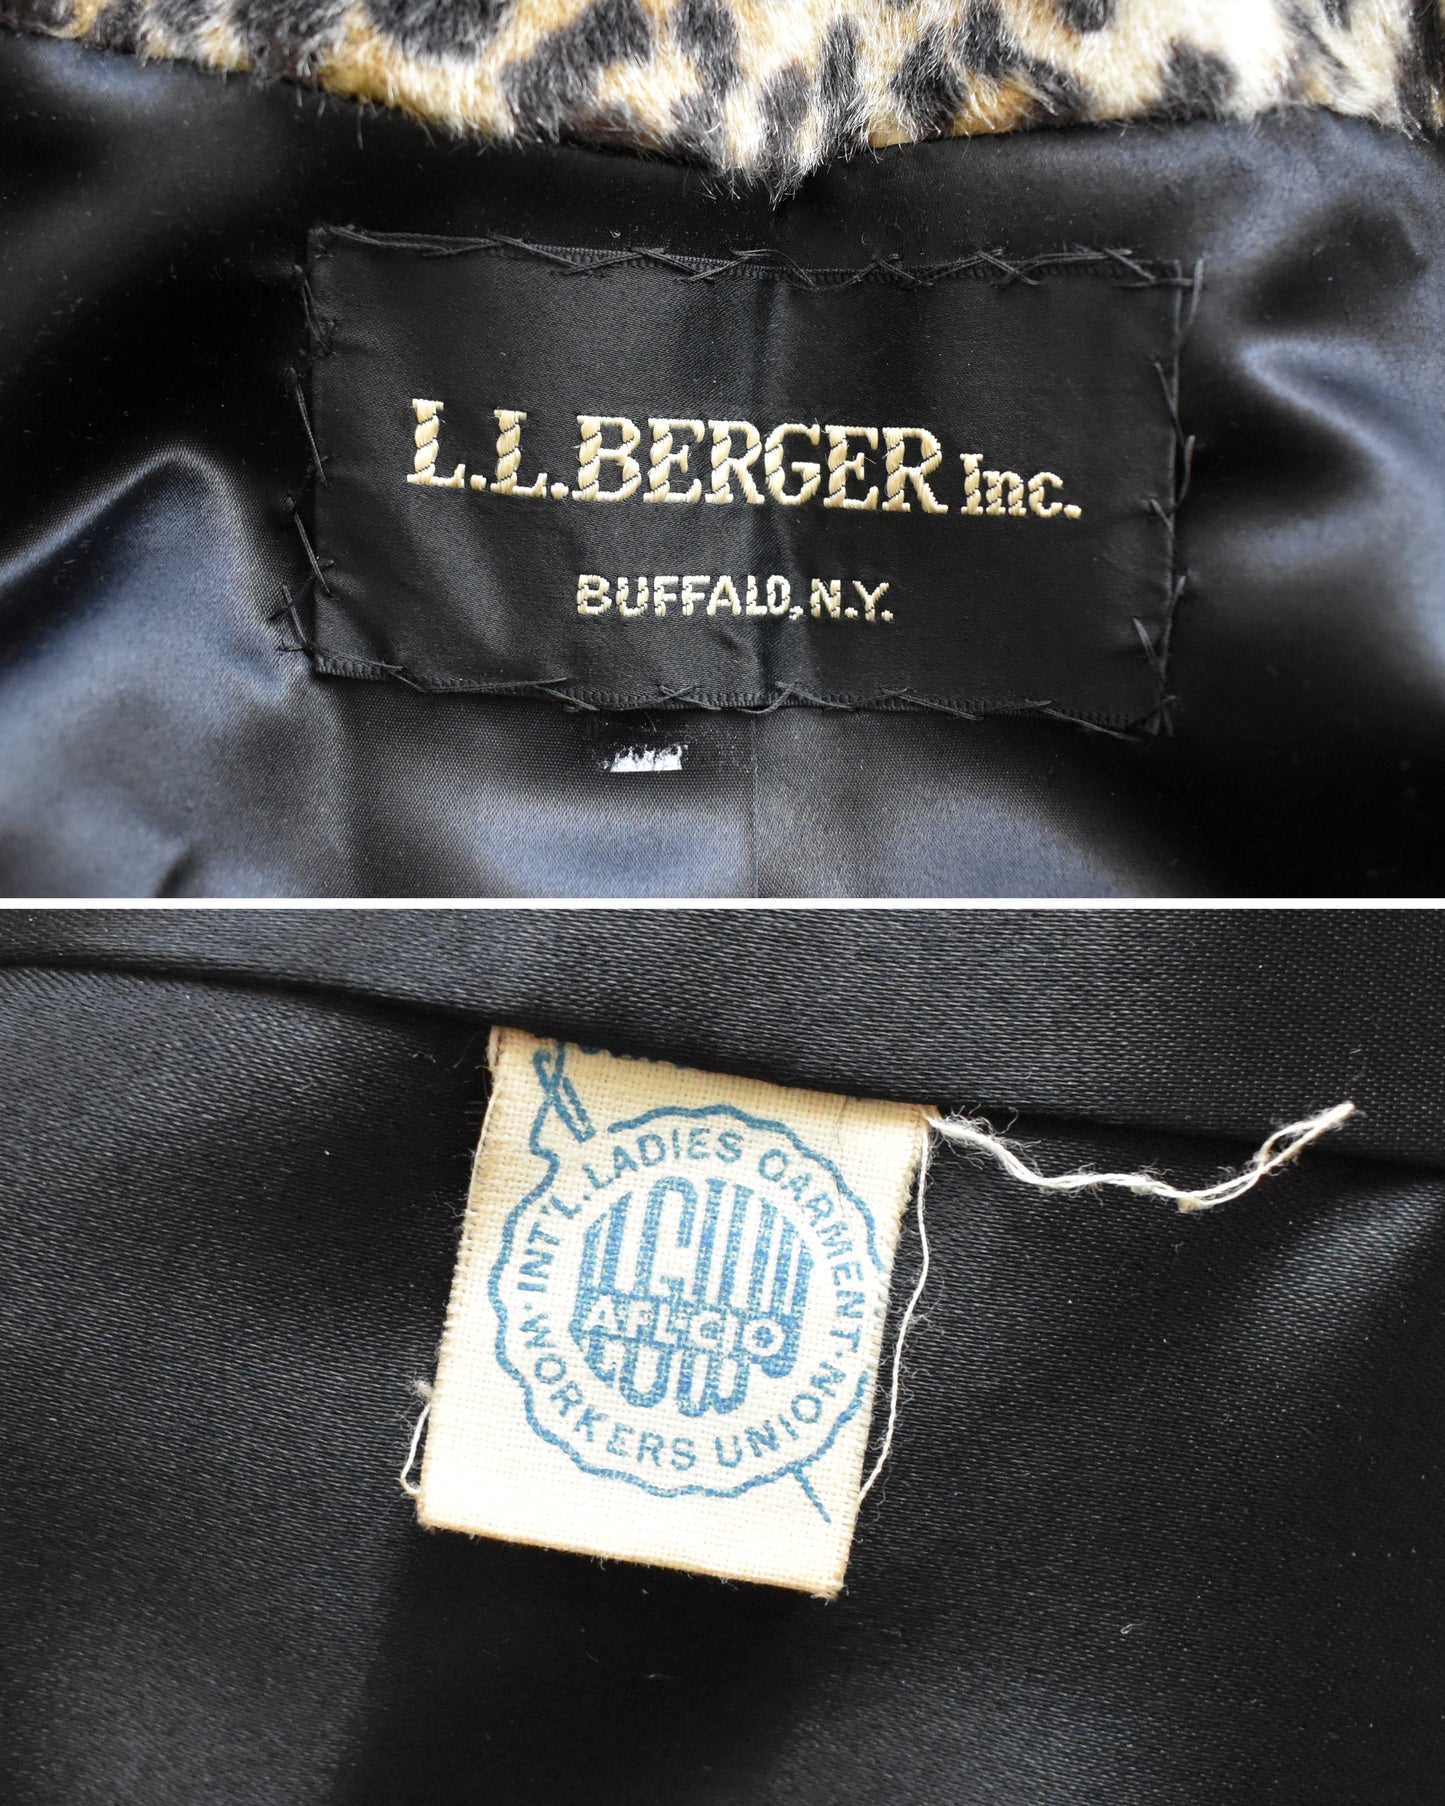 L.L.BERGER Inc.
BUFFALO, N.Y.
INT'L. LADIES GARMENT WORKERS UNION
ILGWU
AFL-CIO